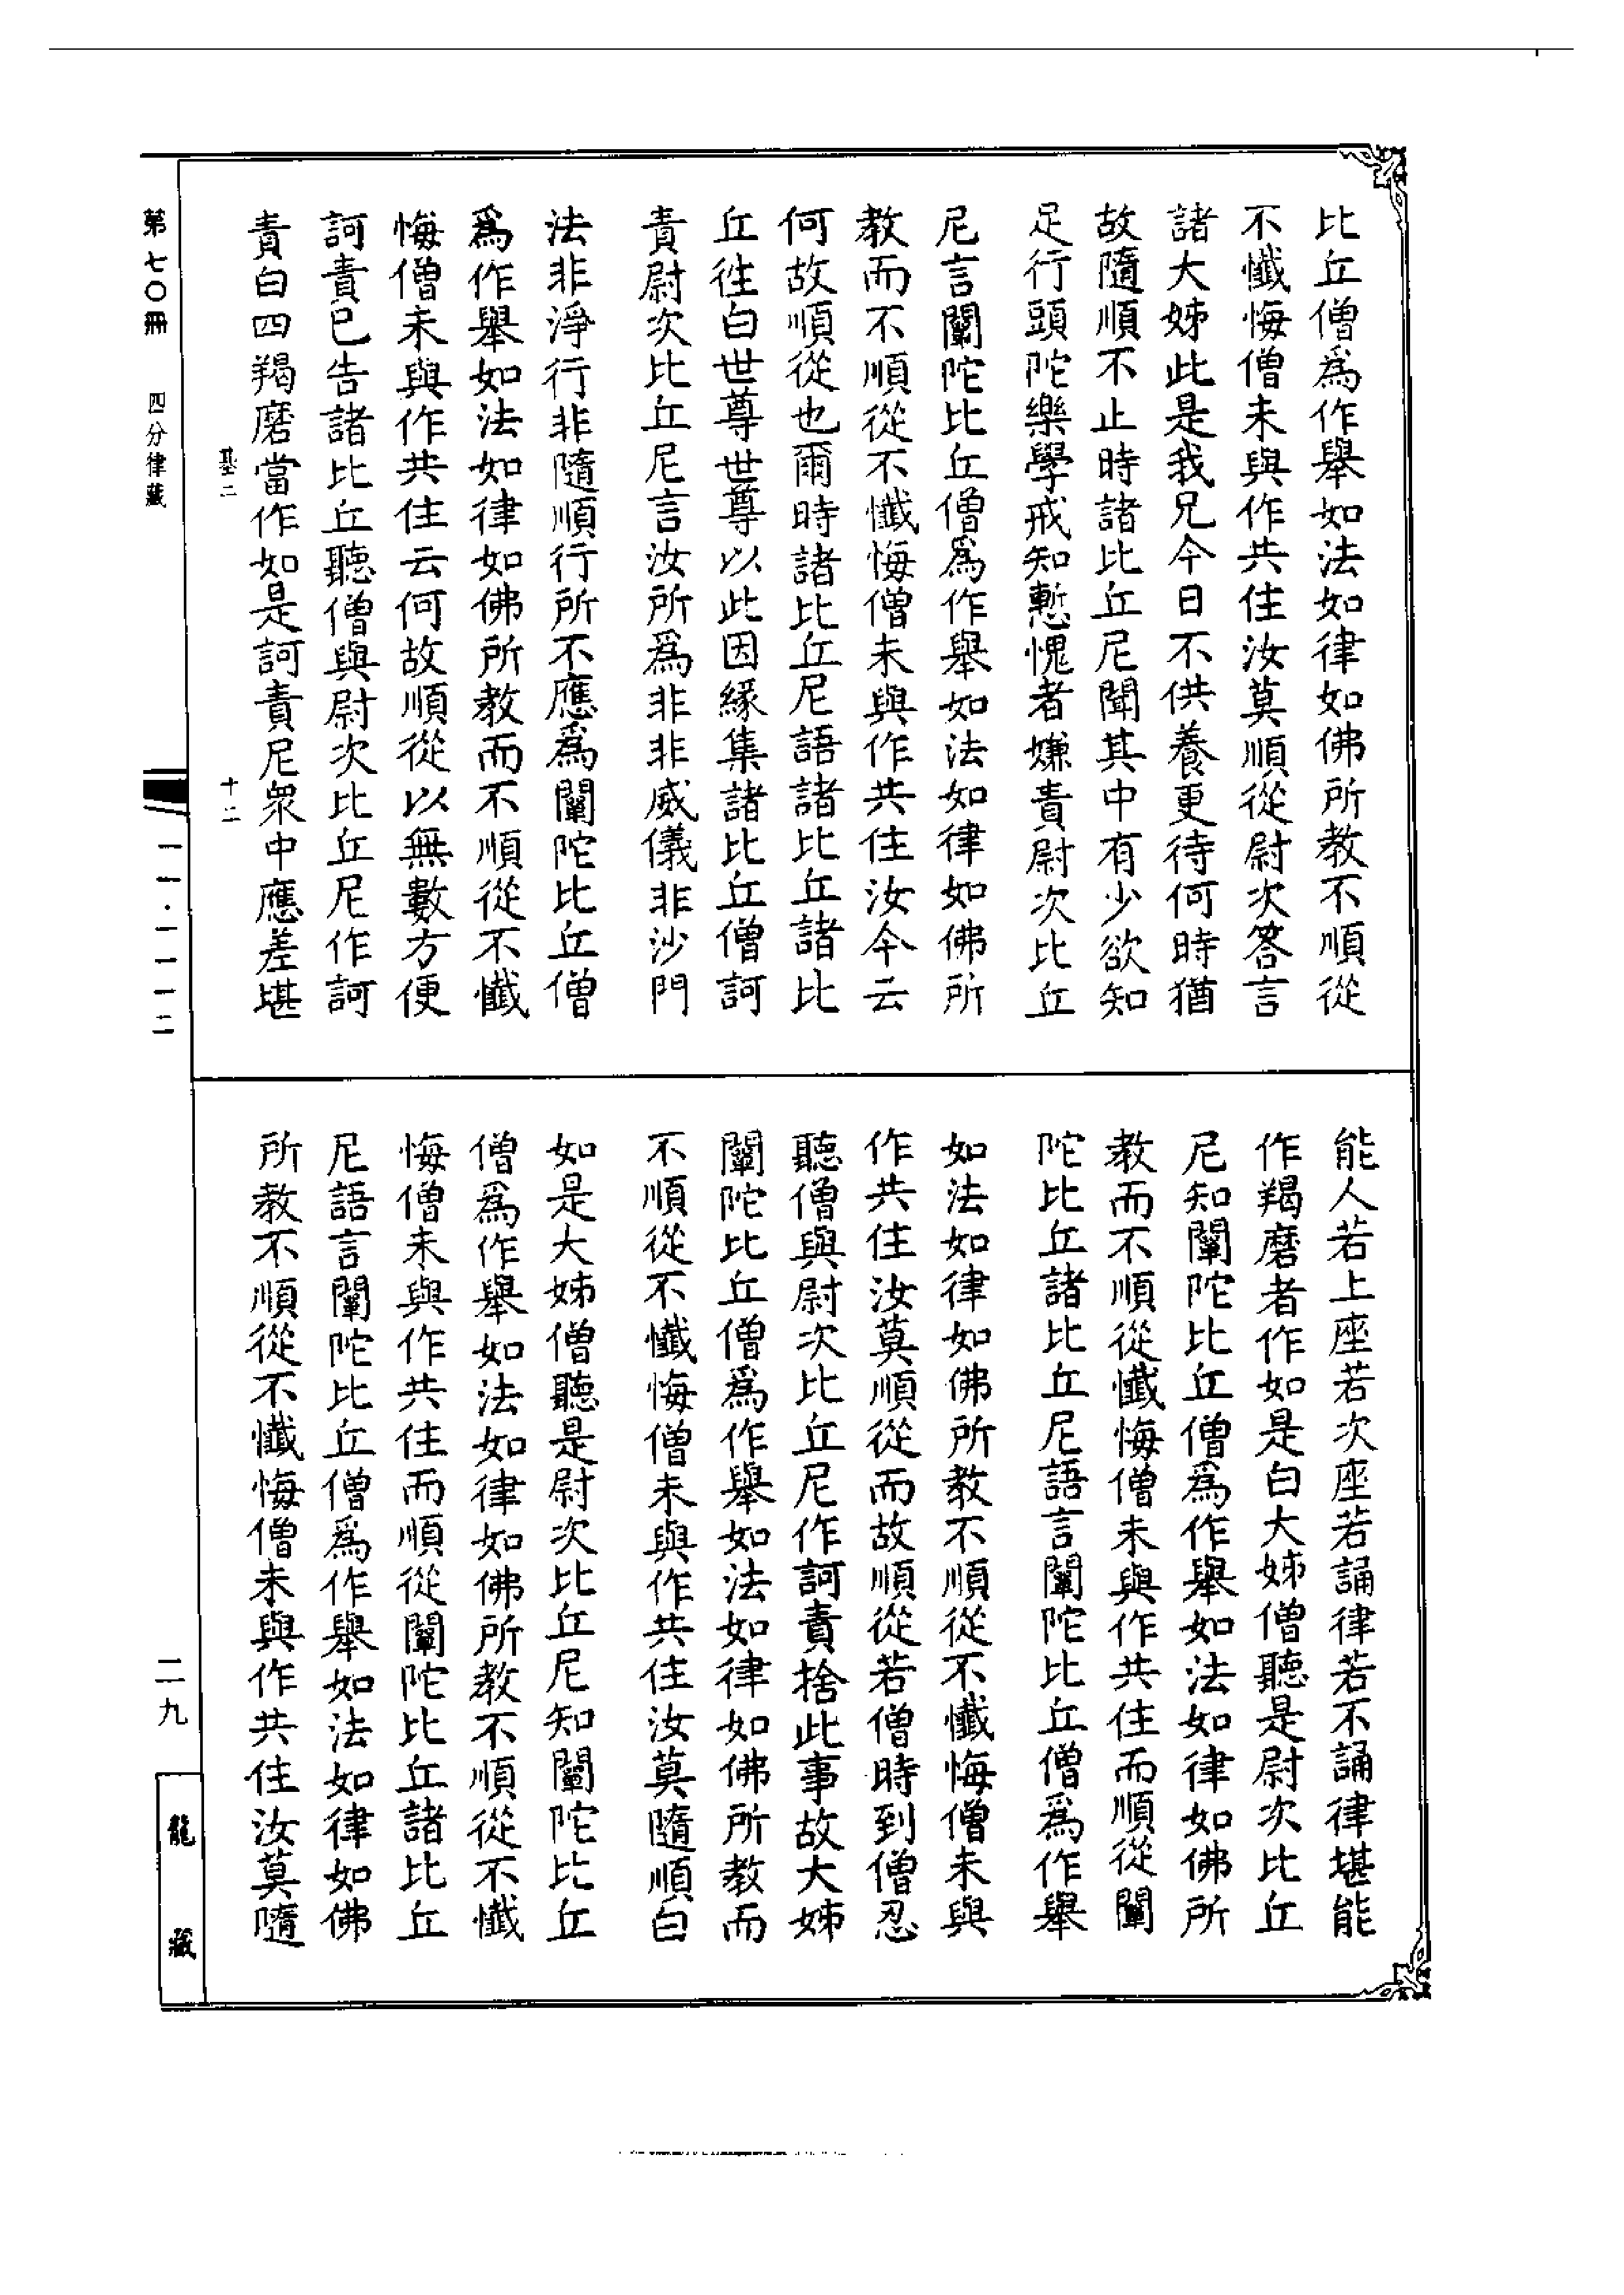 比丘僧爲作舉如法如律如佛所教不順從
不懺悔僧未與作共住汝莫順從尉次答言
諸大姊此是我兄今日不供養更待何時猶
故隨順不止時諸比丘尼聞其中有少欲知
足行頭陀樂學戒知慙愧者嫌責尉次比丘
尼言闡陀比丘僧爲作舉如法如律如佛所
教而不順從不懺悔僧未與作共住汝今云
何故順從也爾時諸比丘尼語諸比丘諸比
丘徃白世尊世尊以此因緣集諸比丘僧訶
責尉次比丘尼言汝所爲非非威儀非沙門
法非淨行非隨順行所不應爲闡陀比丘僧
爲作舉如法如律如佛所教而不順從不懺
悔僧未與作共住云何故順從以無數方便
訶責已告諸比丘聽僧與尉次比丘尼作訶
責白四羯磨當作如是訶責尼衆中應差堪
基二 十二
能人若上座若次座若誦律若不誦律堪能
作羯磨者作如是白大姊僧聽是尉次比丘
尼知闡陀比丘僧爲作舉如法如律如佛所
教而不順從懺悔僧未與作共住而順從闡
陀比丘諸比丘尼語言闡陀比丘僧爲作舉
如法如律如佛所教不順從不懺悔僧未與
作共住汝莫順從而故順從若僧時到僧忍
聽僧與尉次比丘尼作訶責捨此事故大姊
闡陀比丘僧爲作舉如法如律如佛所教而
不順從不懺悔僧未與作共住汝莫隨順白
如是大姊僧聽是尉次比丘尼知闡陀比丘
僧爲作舉如法如律如佛所教不順從不懺
悔僧未與作共住而順從闡陀比丘諸比丘
尼語言闡陀比丘僧爲作舉如法如律如佛
所教不順從不懺悔僧未與作共住汝莫隨
第七〇冊 四分律藏 一一·一一一二
二九
龍藏